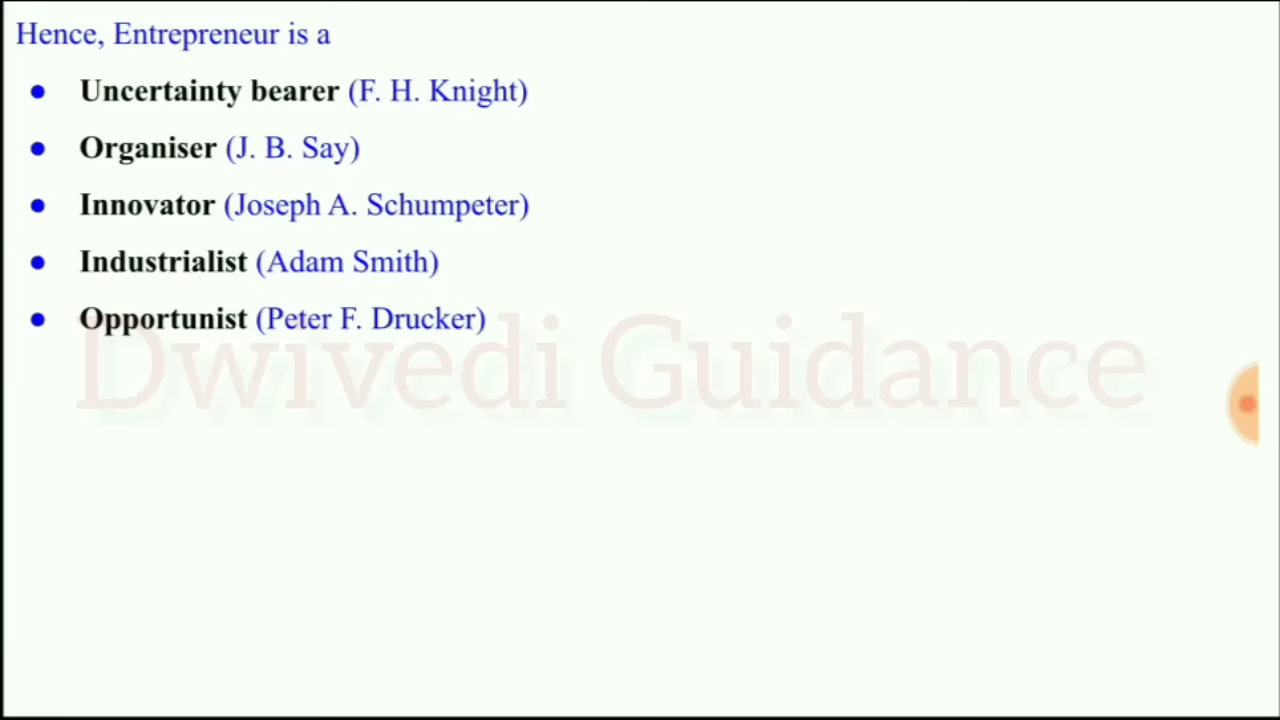 Hence, Entrepreneur is a
● Uncertainty bearer (F. H. Knight)
● Organiser (J. B. Say)
● Innovator (Joseph A. Schumpeter)
● Industrialist (Adam Smith)
● Opportunist (Peter F. Drucker)
Dwivedi Guidance